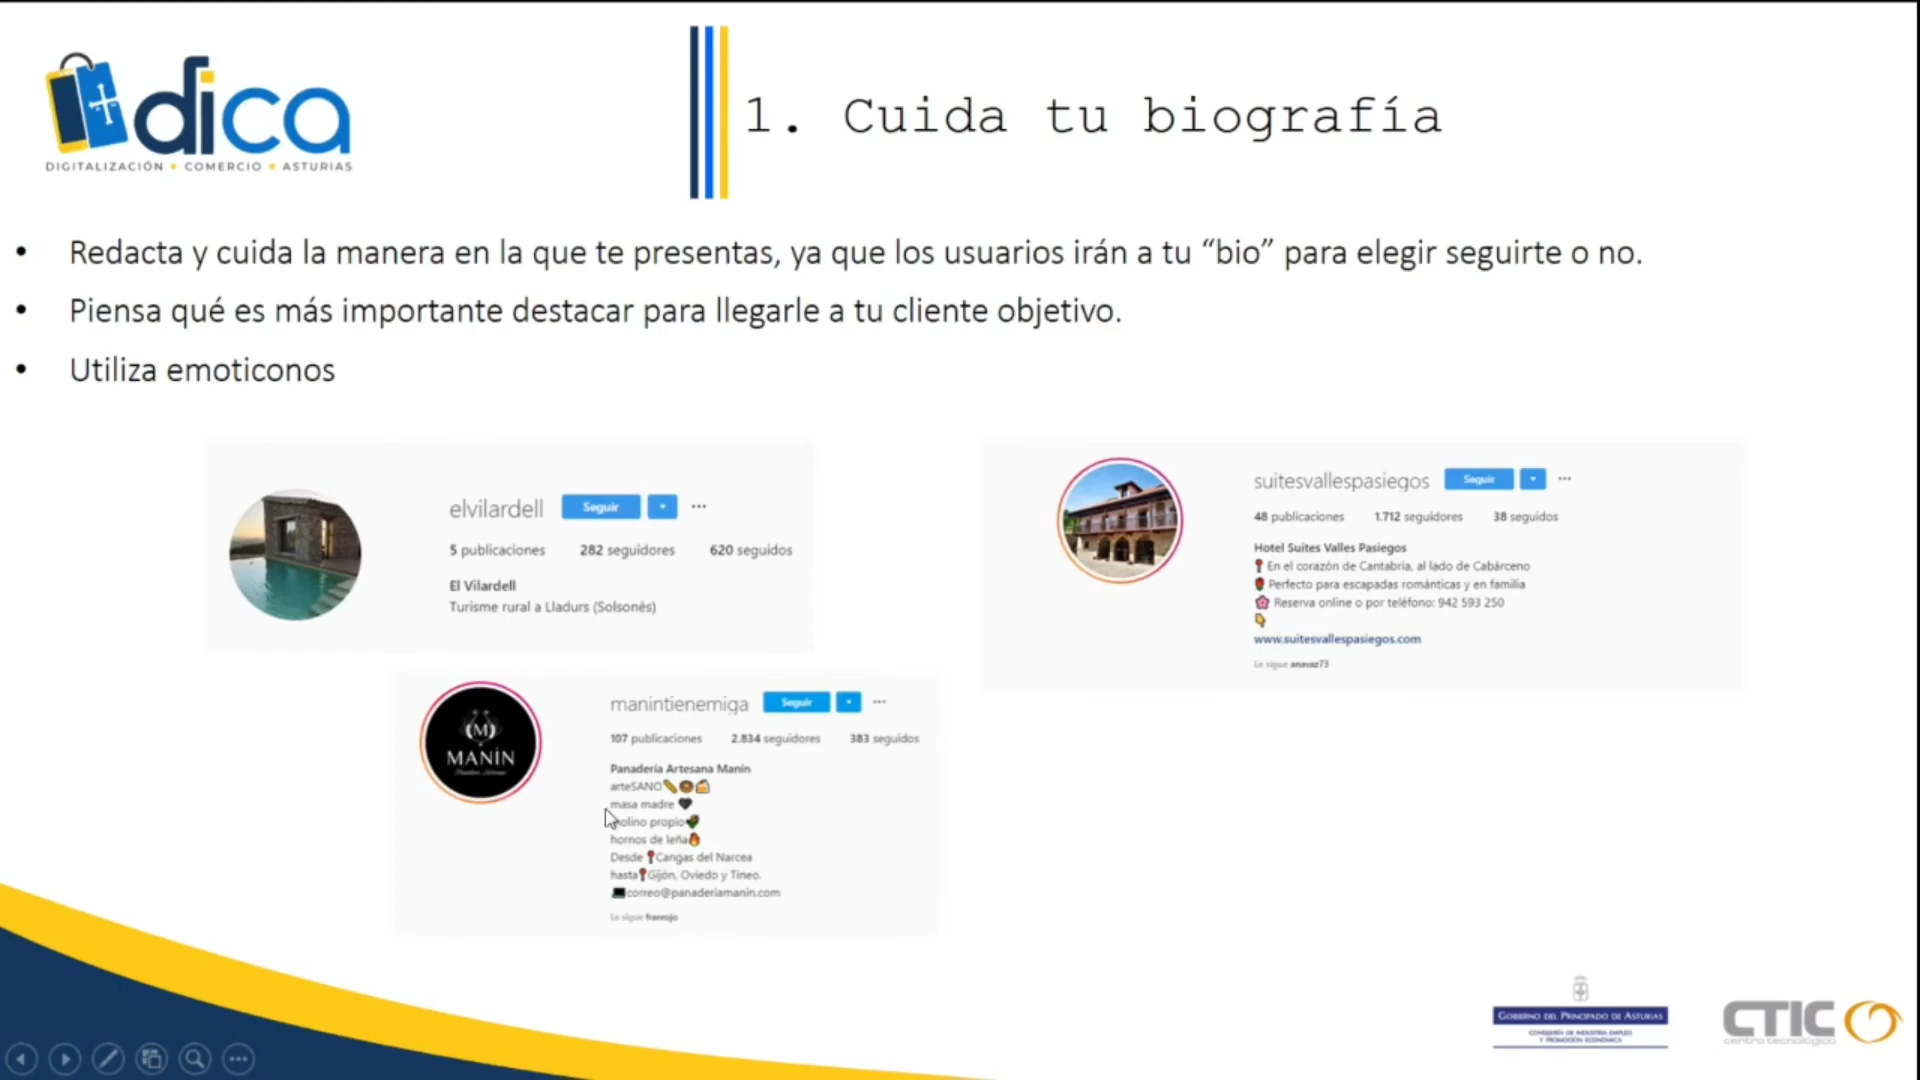 dica
DIGITALIZACIÓN • COMERCIO • ASTURIAS
1. Cuida tu biografía
• Redacta y cuida la manera en la que te presentas, ya que los usuarios irán a tu “bio” para elegir seguirte o no.
• Piensa qué es más importante destacar para llegarle a tu cliente objetivo.
• Utiliza emoticonos
elvilardell Seguir
5 publicaciones 282 seguidores 620 seguidos
El Vilardell
Turisme rural a Lladurs (Solsonès)
suitesvallespasiegos Seguir
48 publicaciones 1.712 seguidores 38 seguidos
Hotel Suites Valles Pasiegos
En el corazón de Cantabria, al lado de Cabárceno
Perfecto para escapadas románticas y en familia
Reserva online o por teléfono: 942 593 250
www.suitesvallespasiegos.com
Le sigue anavaz73
manintienemiga Seguir
107 publicaciones 2.834 seguidores 383 seguidos
(M)
MANÍN
Panadería Artesana Manín
arteSANO
masa madre
molino propio
hornos de leña
Desde Cangas del Narcea
hasta Gijón, Oviedo y Tineo.
correo@panaderiamanin.com
Le sigue
GOBIERNO DEL PRINCIPADO DE ASTURIAS
CONSEJERÍA DE INDUSTRIA, EMPLEO
Y PROMOCIÓN ECONÓMICA
CTIC
centro tecnológico